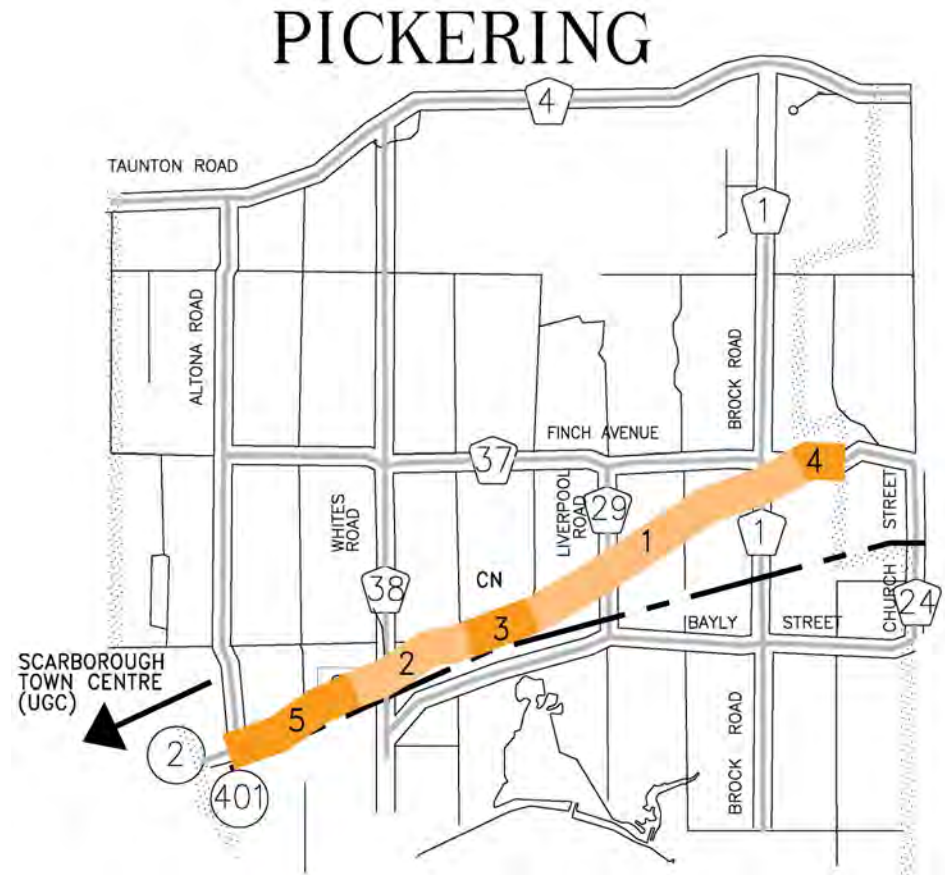 PICKERING
4
TAUNTON ROAD
1
ALTONA ROAD
BROCK ROAD
FINCH AVENUE
37
4
WHITES
ROAD
LIVERPOOL
ROAD
29
1
1
CHURCH STREET
CN
38
3
24
BAYLY STREET
2
SCARBOROUGH
TOWN CENTRE
(UGC)
5
2
BROCK ROAD
401